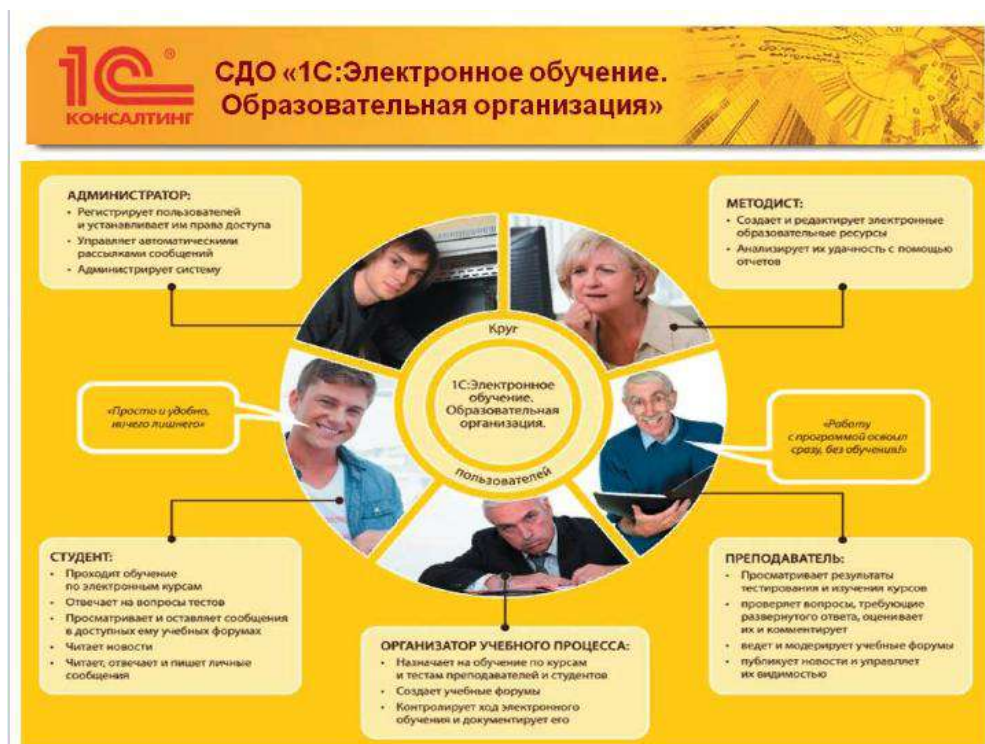 1С®
КОНСАЛТИНГ
СДО «1С:Электронное обучение.
Образовательная организация»
АДМИНИСТРАТОР:
• Регистрирует пользователей
и устанавливает им права доступа
• Управляет автоматическими
рассылками сообщений
• Администрирует систему
МЕТОДИСТ:
• Создает и редактирует электронные
образовательные ресурсы
• Анализирует их удачность с помощью
отчетов
Круг
1С:Электронное
обучение.
Образовательная
организация.
пользователей
«Просто и удобно,
ничего лишнего»
«Работу
с программой освоил
сразу, без обучения!»
СТУДЕНТ:
• Проходит обучение
по электронным курсам
• Отвечает на вопросы тестов
• Просматривает и оставляет сообщения
в доступных ему учебных форумах
• Читает новости
• Читает, отвечает и пишет личные
сообщения
ОРГАНИЗАТОР УЧЕБНОГО ПРОЦЕССА:
• Назначает на обучение по курсам
и тестам преподавателей и студентов
• Создает учебные форумы
• Контролирует ход электронного
обучения и документирует его
ПРЕПОДАВАТЕЛЬ:
• Просматривает результаты
тестирования и изучения курсов
• проверяет вопросы, требующие
развернутого ответа, оценивает
их и комментирует
• ведет и модерирует учебные форумы
• публикует новости и управляет
их видимостью